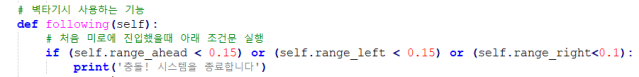 # 벽타기시 사용하는 기능
def following(self):
# 처음 미로에 진입했을때 아래 조건문 실행
if (self.range_ahead < 0.15) or (self.range_left < 0.15) or (self.range_right<0.1):
print('충돌! 시스템을 종료합니다')